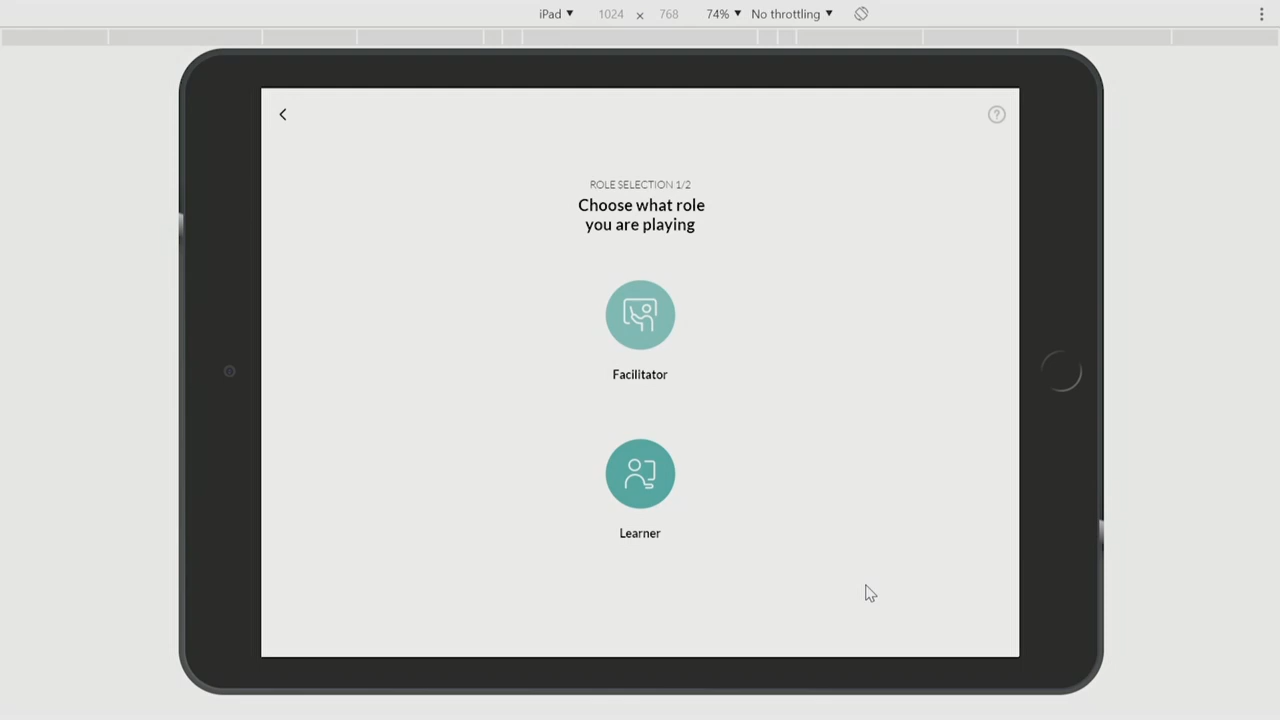 iPad ▼ 1024 × 768 74% ▼ No throttling ▼
ROLE SELECTION 1/2
Choose what role
you are playing
Facilitator
Learner